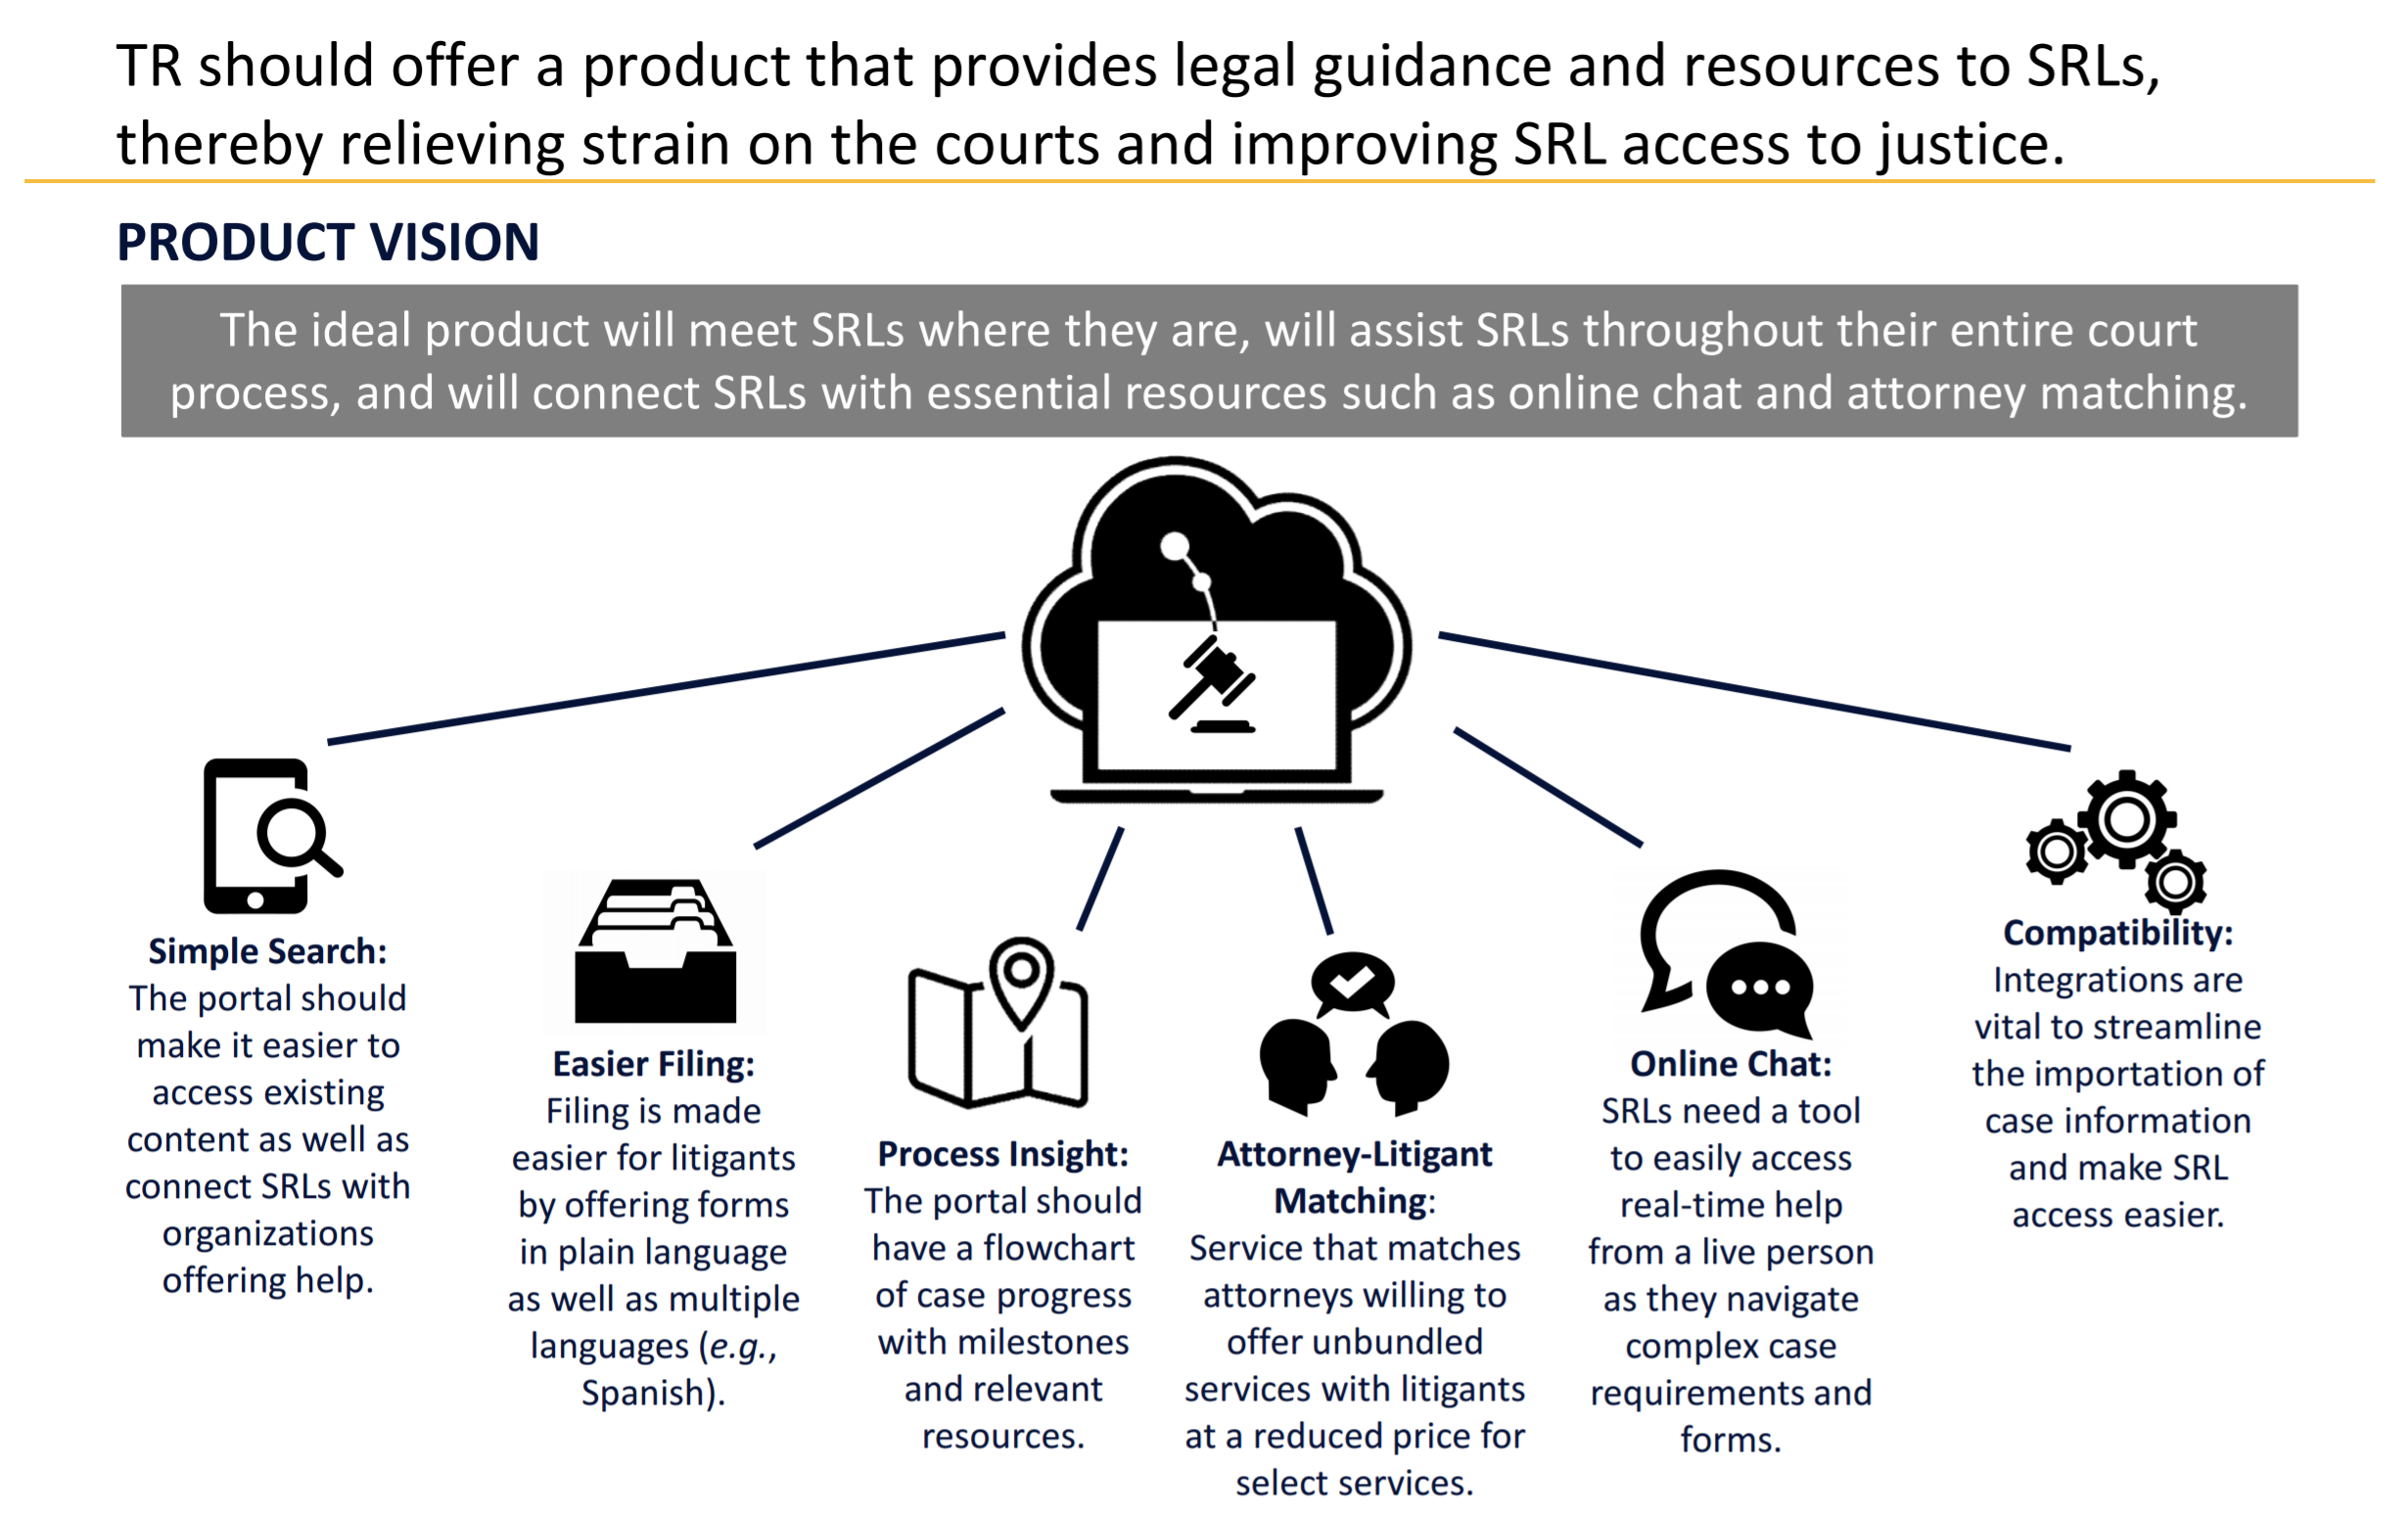 TR should offer a product that provides legal guidance and resources to SRLs,
thereby relieving strain on the courts and improving SRL access to justice.
PRODUCT VISION
The ideal product will meet SRLs where they are, will assist SRLs throughout their entire court
process, and will connect SRLs with essential resources such as online chat and attorney matching.
Simple Search:
The portal should
make it easier to
access existing
content as well as
connect SRLs with
organizations
offering help.
Easier Filing:
Filing is made
easier for litigants
by offering forms
in plain language
as well as multiple
languages (e.g.,
Spanish).
Process Insight:
The portal should
have a flowchart
of case progress
with milestones
and relevant
resources.
Attorney-Litigant
Matching:
Service that matches
attorneys willing to
offer unbundled
services with litigants
at a reduced price for
select services.
Online Chat:
SRLs need a tool
to easily access
real-time help
from a live person
as they navigate
complex case
requirements and
forms.
Compatibility:
Integrations are
vital to streamline
the importation of
case information
and make SRL
access easier.